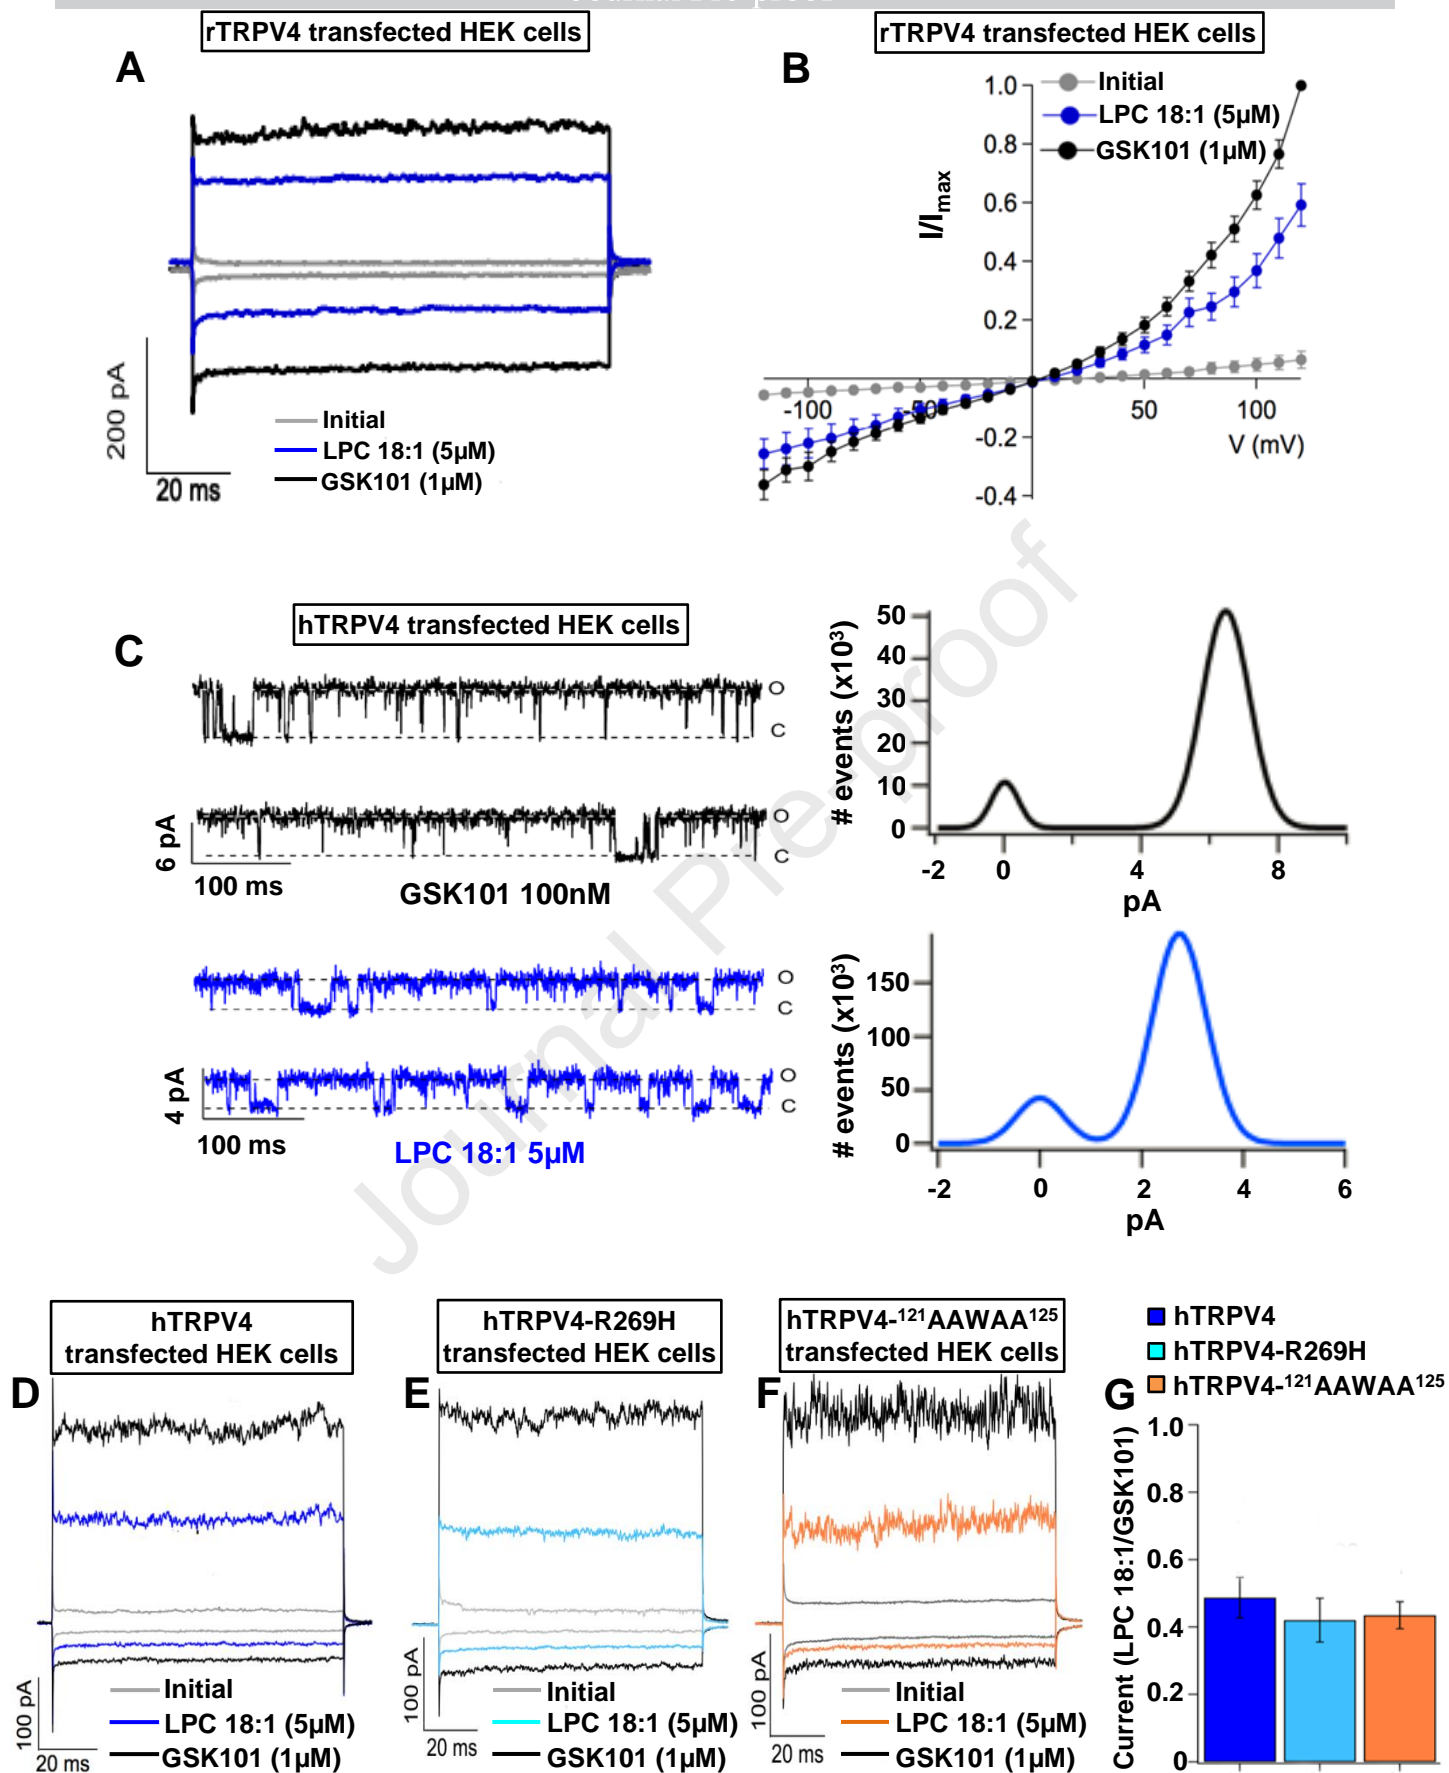 Journal Pre-proof
rTRPV4 transfected HEK cells
rTRPV4 transfected HEK cells
A
200 pA
20 ms
Initial
LPC 18:1 (5µM)
GSK101 (1µM)
B
Initial
LPC 18:1 (5µM)
GSK101 (1µM)
I/Imax
1.0
0.8
0.6
0.4
0.2
-0.2
-0.4
-100
-50
50
100
V (mV)
hTRPV4 transfected HEK cells
C
O
C
O
C
6 pA
100 ms
GSK101 100nM
# events (x10³)
50
40
30
20
10
0
-2
0
4
8
pA
O
C
O
C
4 pA
100 ms
LPC 18:1 5µM
# events (x10³)
150
100
50
0
-2
0
2
4
6
pA
Journal Pre-proof
hTRPV4
transfected HEK cells
hTRPV4-R269H
transfected HEK cells
hTRPV4-¹²¹AAWAA¹²⁵
transfected HEK cells
hTRPV4
hTRPV4-R269H
hTRPV4-¹²¹AAWAA¹²⁵
D
100 pA
20 ms
Initial
LPC 18:1 (5µM)
GSK101 (1µM)
E
100 pA
20 ms
Initial
LPC 18:1 (5µM)
GSK101 (1µM)
F
100 pA
20 ms
Initial
LPC 18:1 (5µM)
GSK101 (1µM)
G
Current (LPC 18:1/GSK101)
1.0
0.8
0.6
0.4
0.2
0